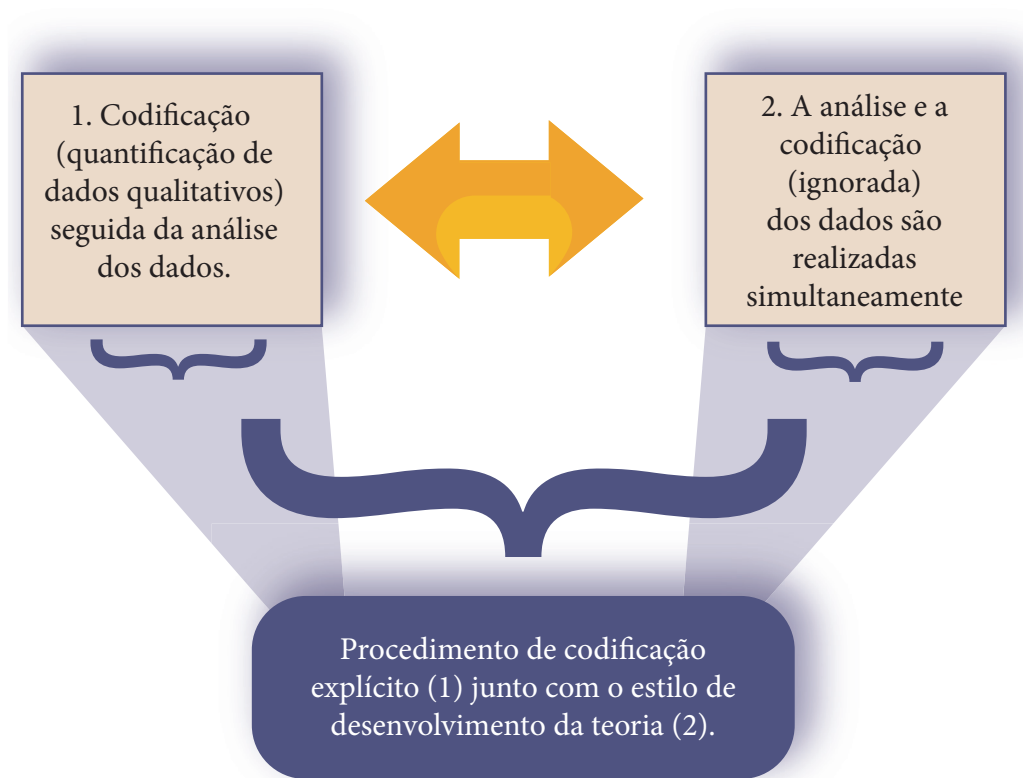 1. Codificação
(quantificação de
dados qualitativos)
seguida da análise
dos dados.
2. A análise e a
codificação
(ignorada)
dos dados são
realizadas
simultaneamente
Procedimento de codificação
explícito (1) junto com o estilo de
desenvolvimento da teoria (2).